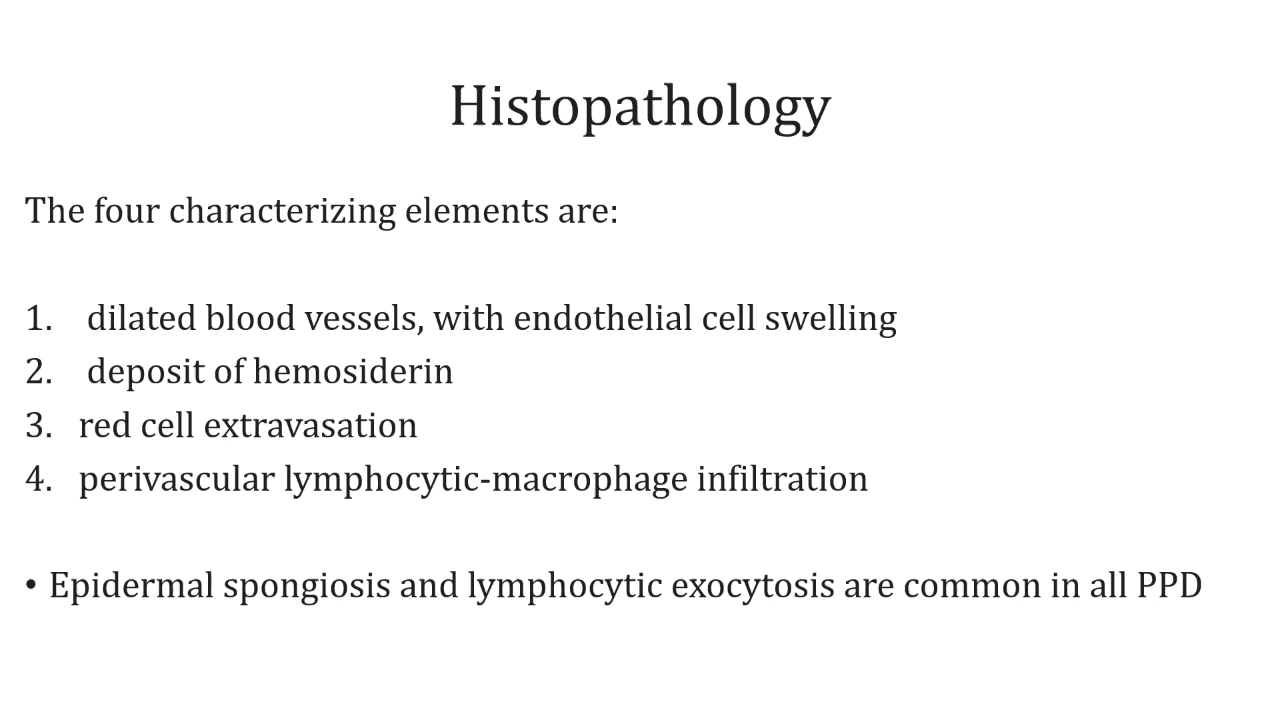 Histopathology
The four characterizing elements are:
1. dilated blood vessels, with endothelial cell swelling
2. deposit of hemosiderin
3. red cell extravasation
4. perivascular lymphocytic-macrophage infiltration
• Epidermal spongiosis and lymphocytic exocytosis are common in all PPD